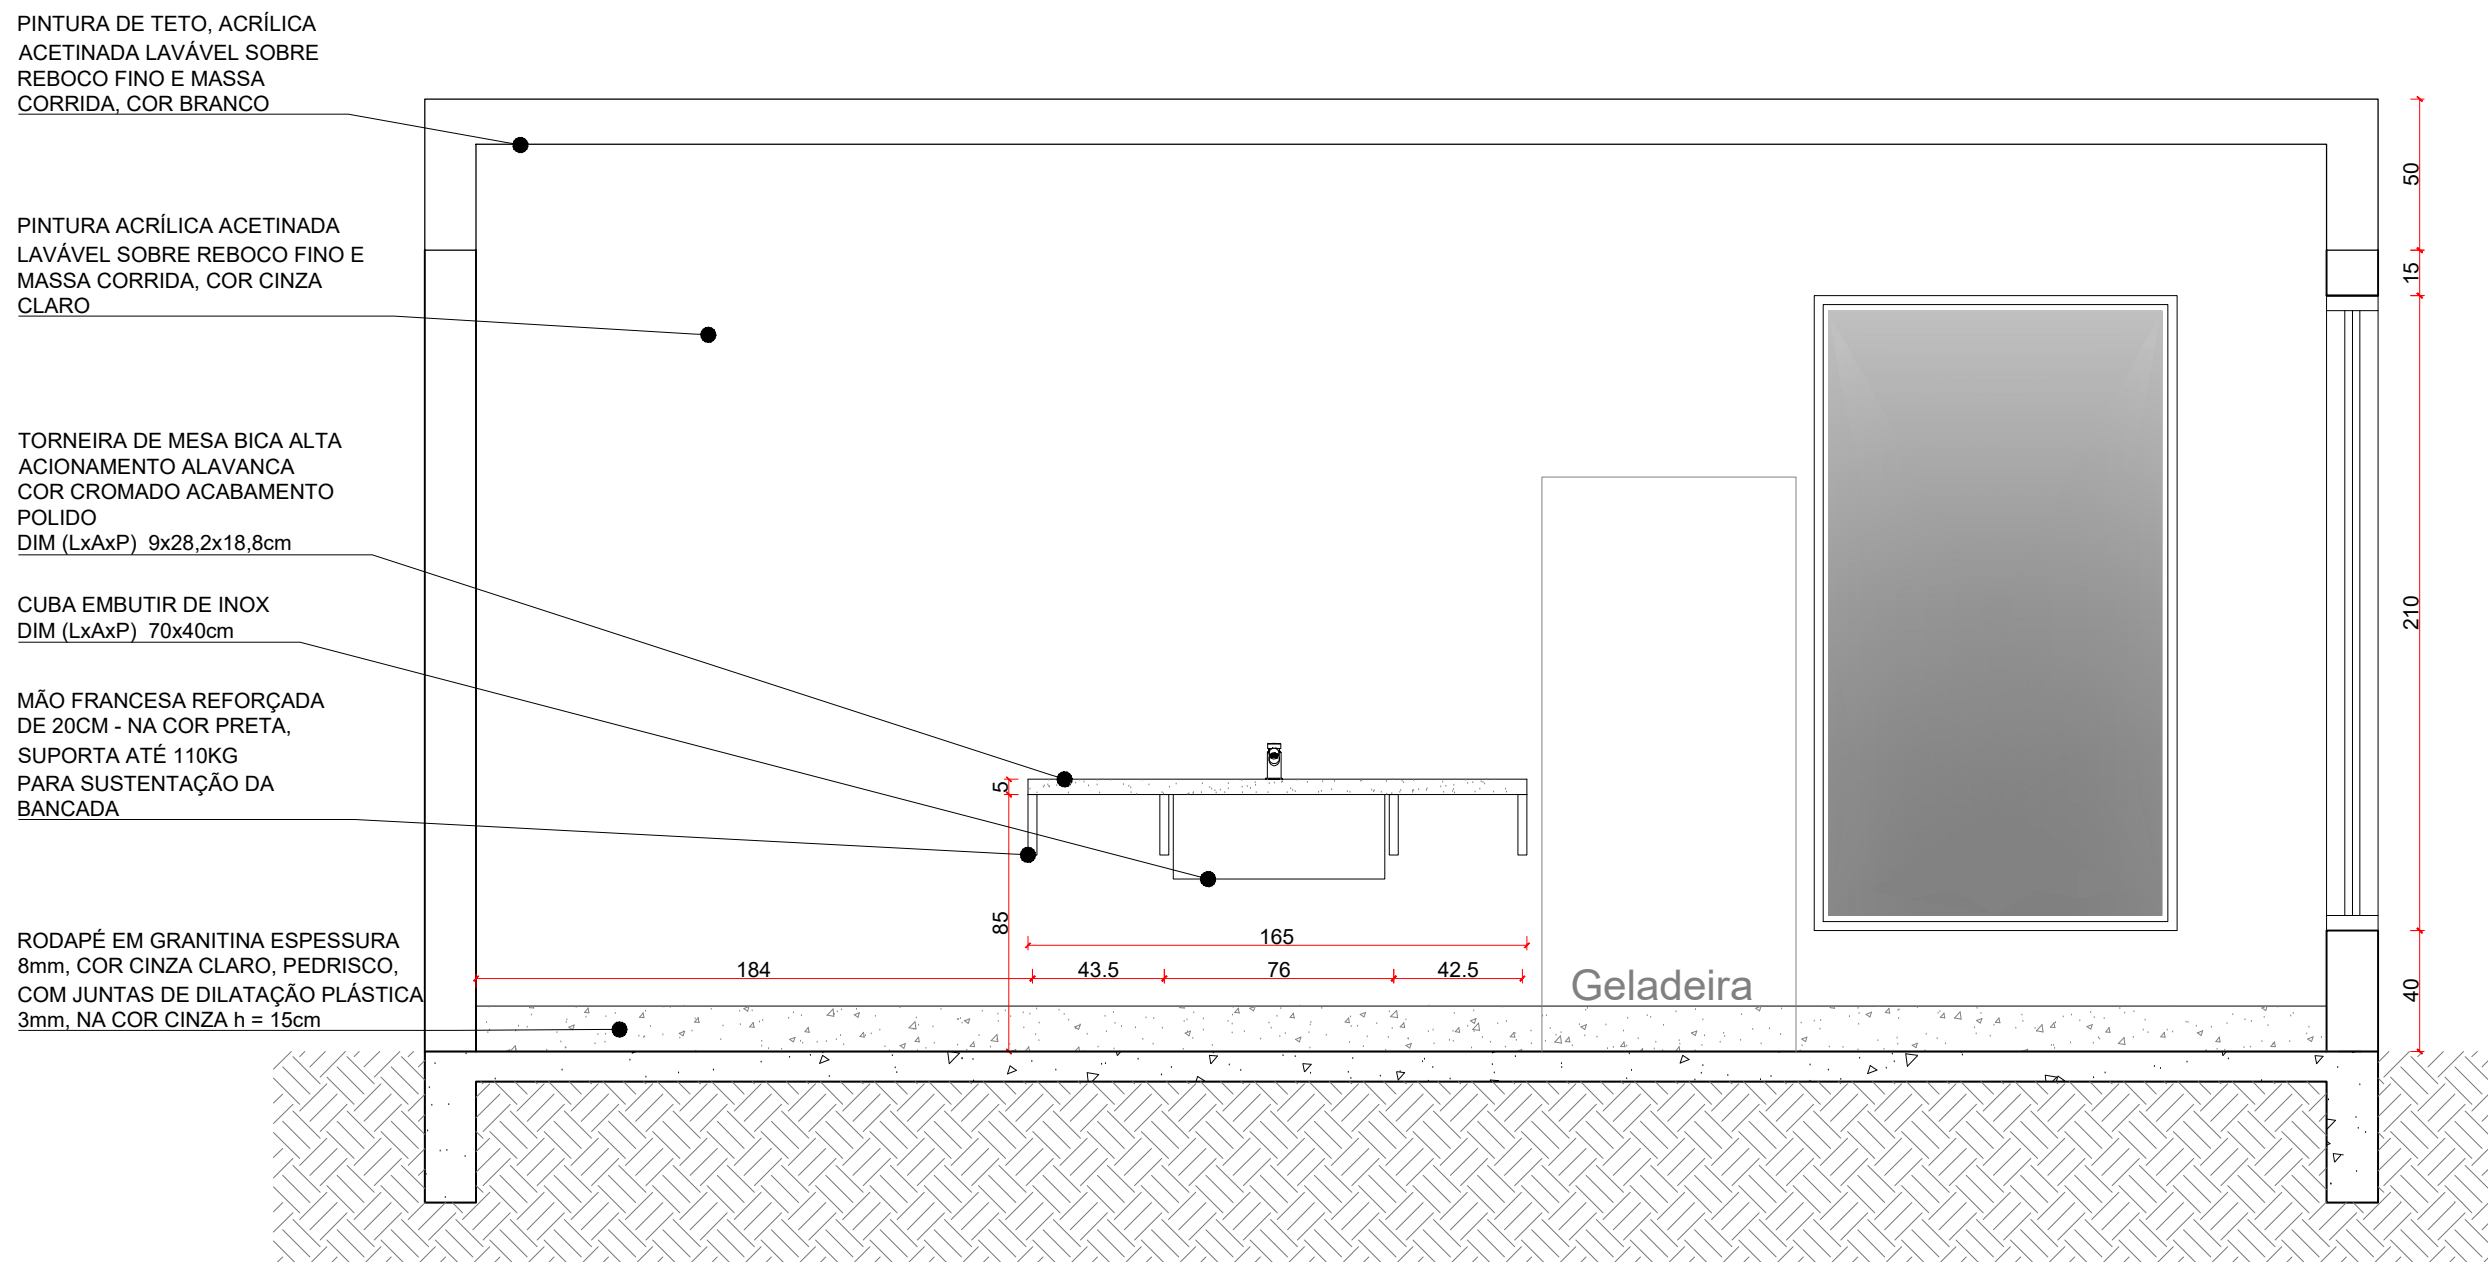 PINTURA DE TETO, ACRÍLICA
ACETINADA LAVÁVEL SOBRE
REBOCO FINO E MASSA
CORRIDA, COR BRANCO
PINTURA ACRÍLICA ACETINADA
LAVÁVEL SOBRE REBOCO FINO E
MASSA CORRIDA, COR CINZA
CLARO
TORNEIRA DE MESA BICA ALTA
ACIONAMENTO ALAVANCA
COR CROMADO ACABAMENTO
POLIDO
DIM (LxAxP)  9x28,2x18,8cm
CUBA EMBUTIR DE INOX
DIM (LxAxP)  70x40cm
MÃO FRANCESA REFORÇADA
DE 20CM - NA COR PRETA,
SUPORTA ATÉ 110KG
PARA SUSTENTAÇÃO DA
BANCADA
RODAPÉ EM GRANITINA ESPESSURA
8mm, COR CINZA CLARO, PEDRISCO,
COM JUNTAS DE DILATAÇÃO PLÁSTICA
3mm, NA COR CINZA h = 15cm
5
85
165
184
43.5
76
42.5
Geladeira
50
15
210
40